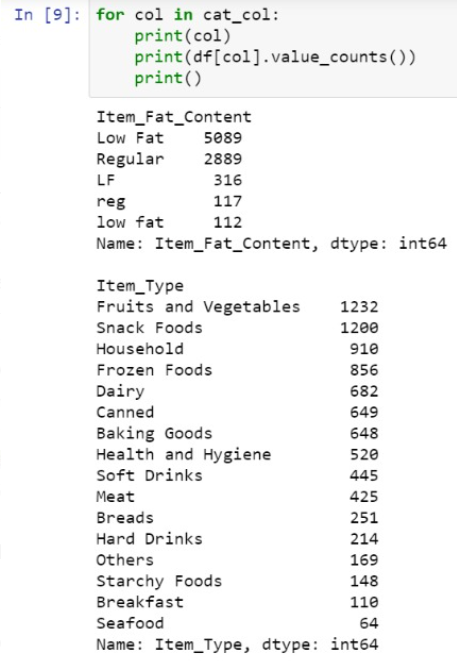 In [9]: for col in cat_col:
    print(col)
    print(df[col].value_counts())
    print()
Item_Fat_Content
Low Fat    5089
Regular    2889
LF          316
reg         117
low fat     112
Name: Item_Fat_Content, dtype: int64
Item_Type
Fruits and Vegetables    1232
Snack Foods              1200
Household                 910
Frozen Foods              856
Dairy                     682
Canned                    649
Baking Goods              648
Health and Hygiene        520
Soft Drinks               445
Meat                      425
Breads                    251
Hard Drinks               214
Others                    169
Starchy Foods             148
Breakfast                 110
Seafood                    64
Name: Item_Type, dtype: int64